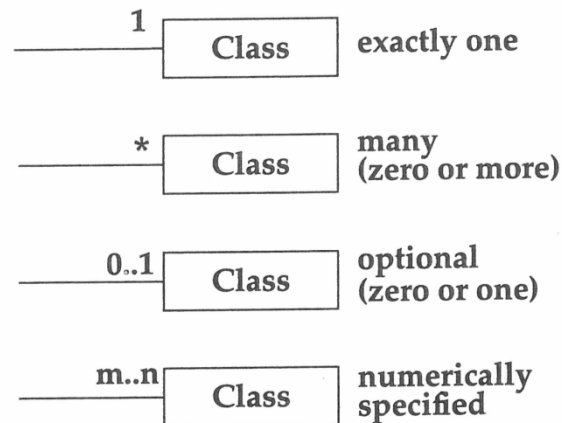 1
Class
exactly one
*
Class
many
(zero or more)
0..1
Class
optional
(zero or one)
m..n
Class
numerically
specified